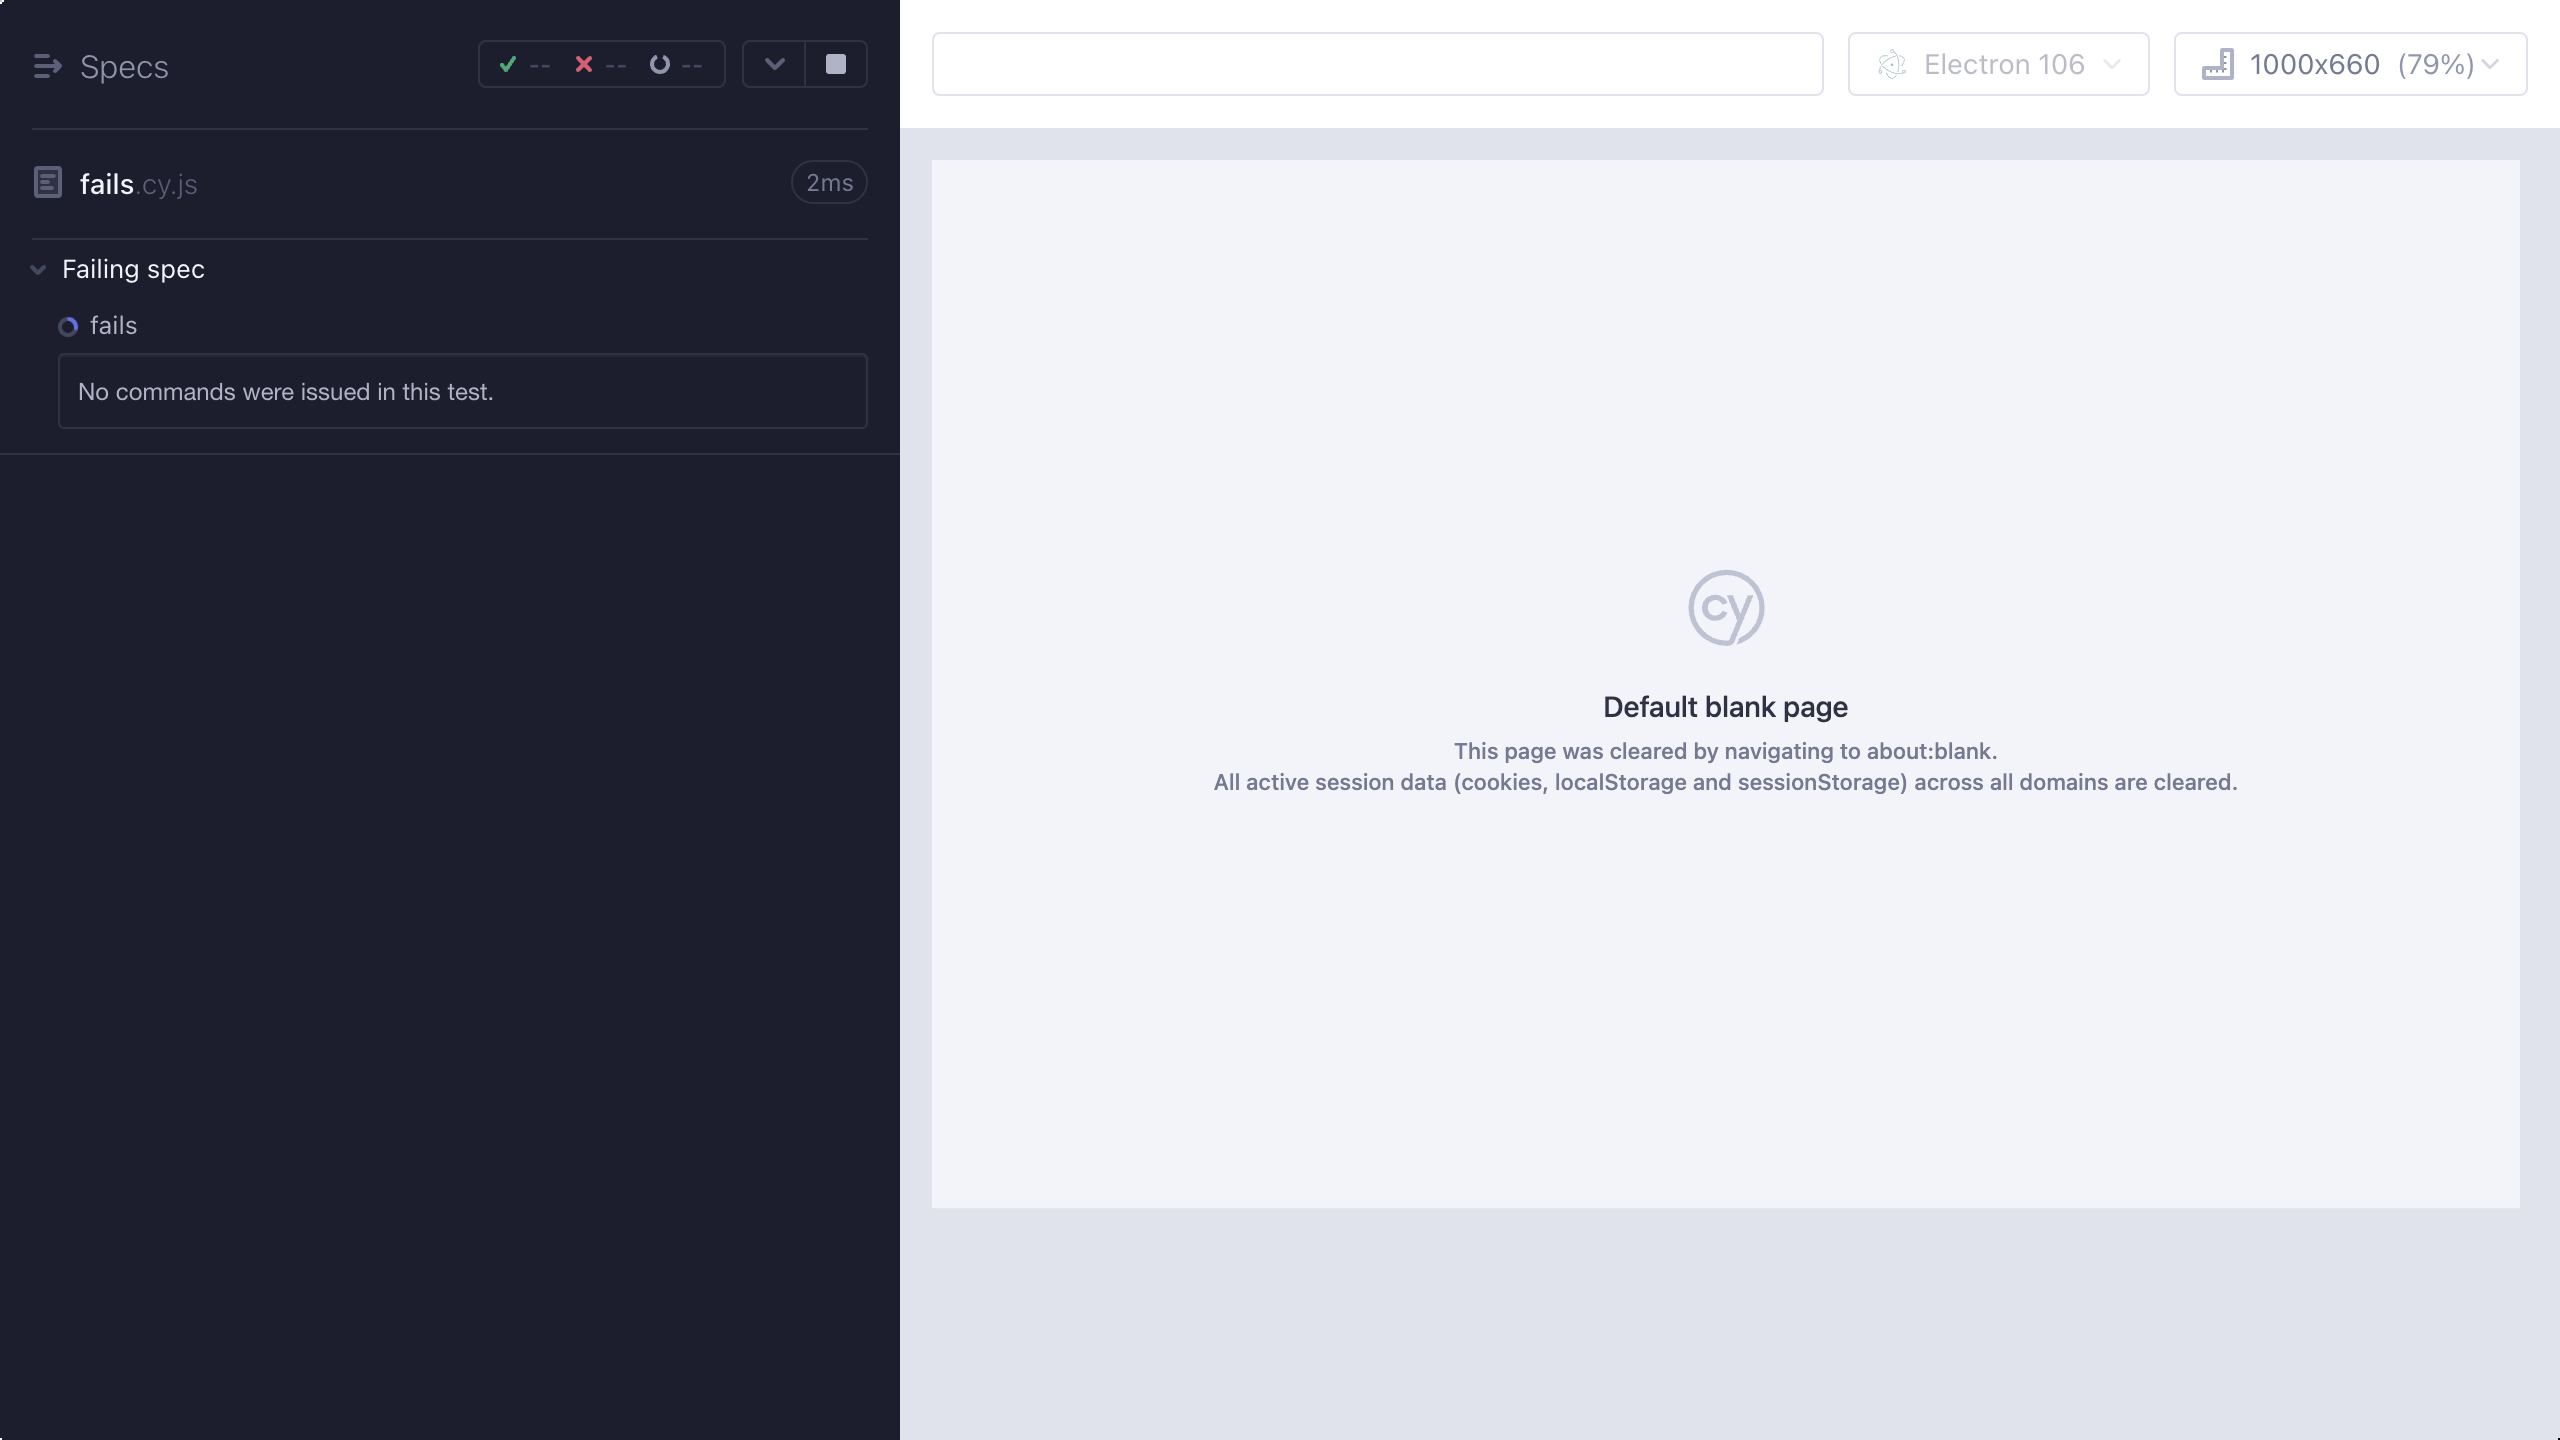 Specs
-- -- --
fails.cy.js
2ms
Failing spec
fails
No commands were issued in this test.
Electron 106
1000x660 (79%)
cy
Default blank page
This page was cleared by navigating to about:blank.
All active session data (cookies, localStorage and sessionStorage) across all domains are cleared.